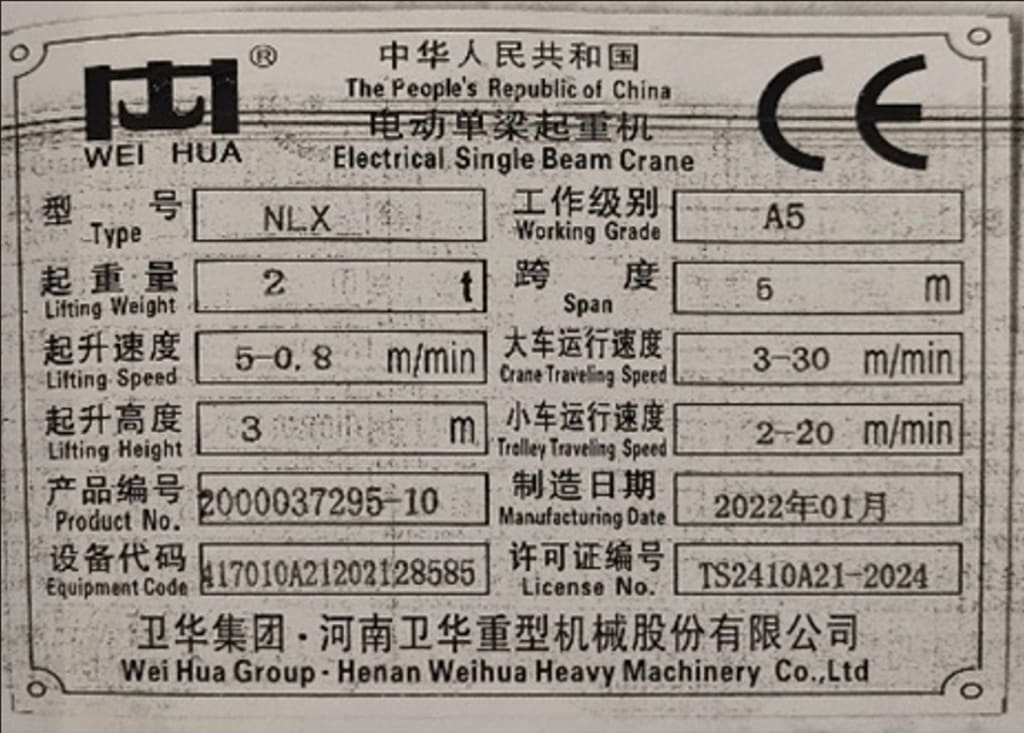 WEI HUA ®
中华人民共和国
The People's Republic of China
电动单梁起重机
Electrical Single Beam Crane
CE
型号 Type NLX
工作级别 Working Grade A5
起重量 Lifting Weight 2 t
跨度 Span 5 m
起升速度 Lifting Speed 5-0.8 m/min
大车运行速度 Crane Traveling Speed 3-30 m/min
起升高度 Lifting Height 3 m
小车运行速度 Trolley Traveling Speed 2-20 m/min
产品编号 Product No. 2000037295-10
制造日期 Manufacturing Date 2022年01月
设备代码 Equipment Code 417010A21202128585
许可证编号 License No. TS2410A21-2024
卫华集团·河南卫华重型机械股份有限公司
Wei Hua Group·Henan Weihua Heavy Machinery Co.,Ltd